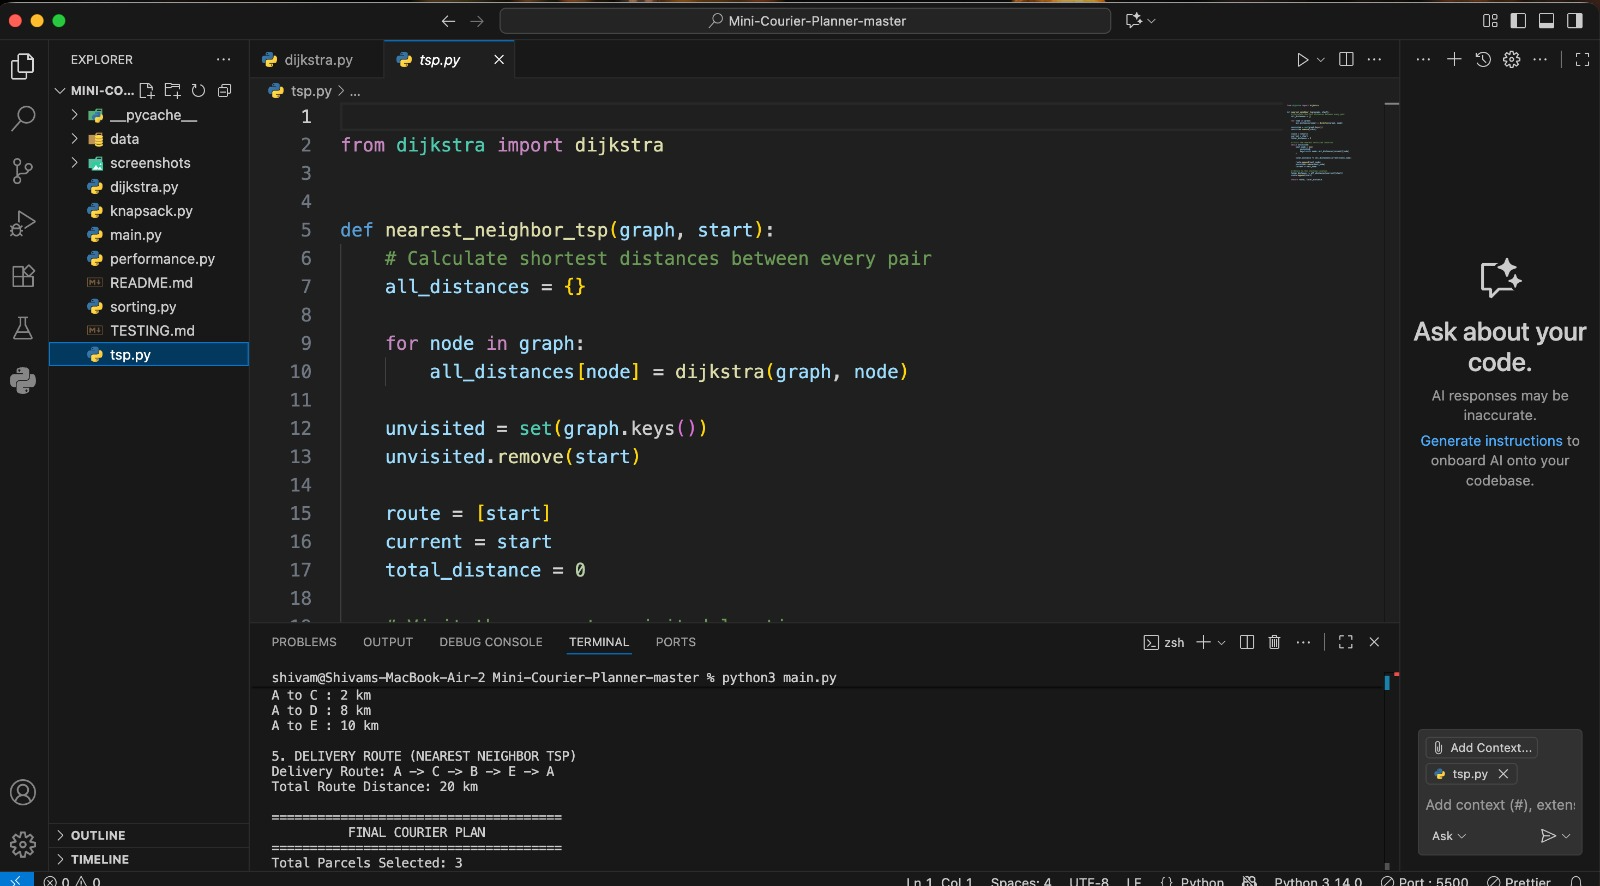 Mini-Courier-Planner-master
EXPLORER
MINI-CO...
__pycache__
data
screenshots
dijkstra.py
knapsack.py
main.py
performance.py
README.md
sorting.py
TESTING.md
tsp.py
OUTLINE
TIMELINE
dijkstra.py
tsp.py
tsp.py > ...
1
2 from dijkstra import dijkstra
3
4
5 def nearest_neighbor_tsp(graph, start):
6 # Calculate shortest distances between every pair
7 all_distances = {}
8
9 for node in graph:
10 all_distances[node] = dijkstra(graph, node)
11
12 unvisited = set(graph.keys())
13 unvisited.remove(start)
14
15 route = [start]
16 current = start
17 total_distance = 0
18
PROBLEMS OUTPUT DEBUG CONSOLE TERMINAL PORTS
zsh
shivam@Shivams-MacBook-Air-2 Mini-Courier-Planner-master % python3 main.py
A to C : 2 km
A to D : 8 km
A to E : 10 km
5. DELIVERY ROUTE (NEAREST NEIGHBOR TSP)
Delivery Route: A -> C -> B -> E -> A
Total Route Distance: 20 km
======================================
FINAL COURIER PLAN
======================================
Total Parcels Selected: 3
Ask about your
code.
AI responses may be
inaccurate.
Generate instructions to
onboard AI onto your
codebase.
Add Context...
tsp.py
Add context (#), exten
Ask
0 0
Ln 1, Col 1 Spaces: 4 UTF-8 LF {} Python Python 3.14.0 Port : 5500 Prettier